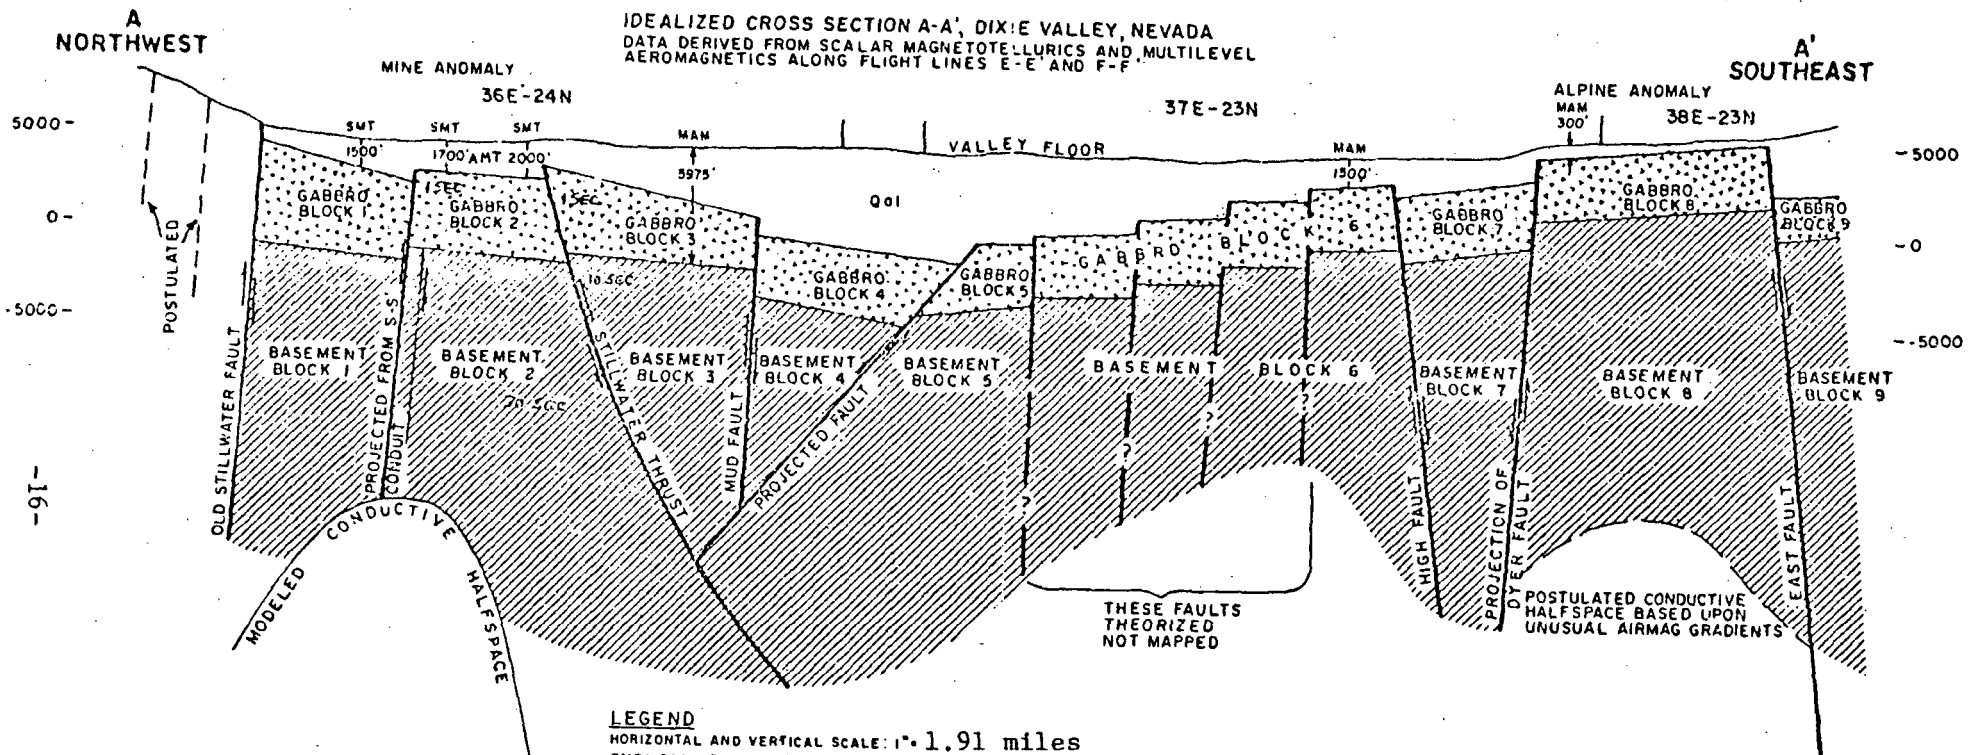 A
NORTHWEST
IDEALIZED CROSS SECTION A-A', DIXIE VALLEY, NEVADA
DATA DERIVED FROM SCALAR MAGNETOTELLURICS AND MULTILEVEL
AEROMAGNETICS ALONG FLIGHT LINES E-E' AND F-F'.
A'
SOUTHEAST
MINE ANOMALY
36E-24N
37E-23N
ALPINE ANOMALY
MAM
300'
38E-23N
5000-
0-
-5000-
-5000
-0
--5000
SMT
1500'
SMT
1700'
AMT
SMT
2000'
MAM
5975'
VALLEY FLOOR
MAM
1500'
Qal
1 SEC
1 SEC
10 SEC
30 SEC
GABBRO
BLOCK 1
GABBRO
BLOCK 2
GABBRO
BLOCK 3
GABBRO
BLOCK 4
GABBRO
BLOCK 5
GABBRO BLOCK 6
GABBRO
BLOCK 7
GABBRO
BLOCK 8
GABBRO
BLOCK 9
POSTULATED
OLD STILLWATER FAULT
BASEMENT
BLOCK 1
PROJECTED FROM S-S
CONDUIT
BASEMENT
BLOCK 2
STILLWATER THRUST
BASEMENT
BLOCK 3
MUD FAULT
BASEMENT
BLOCK 4
PROJECTED FAULT
BASEMENT
BLOCK 5
BASEMENT BLOCK 6
?
?
?
?
HIGH FAULT
BASEMENT
BLOCK 7
PROJECTION OF
DYER FAULT
BASEMENT
BLOCK 8
EAST FAULT
BASEMENT
BLOCK 9
MODELED CONDUCTIVE HALFSPACE
THESE FAULTS
THEORIZED
NOT MAPPED
POSTULATED CONDUCTIVE
HALFSPACE BASED UPON
UNUSUAL AIRMAG GRADIENTS
-16-
LEGEND
HORIZONTAL AND VERTICAL SCALE: 1"= 1.91 miles